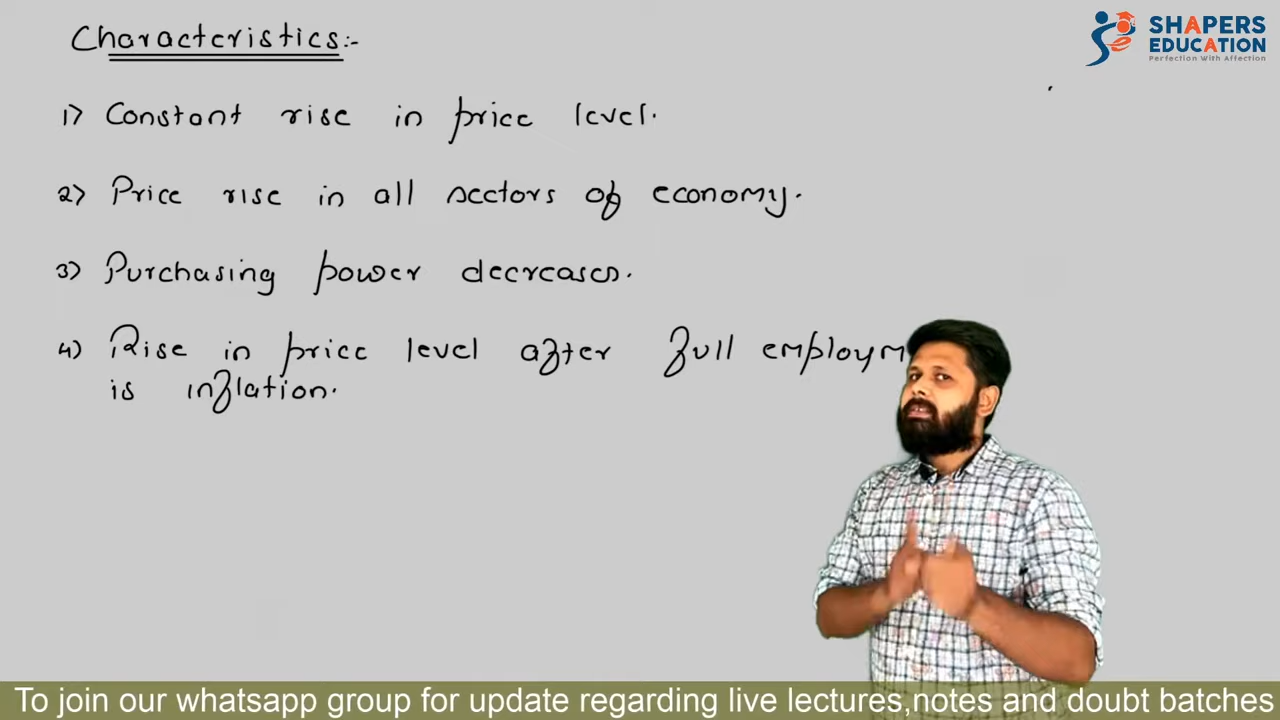 Characteristics:-
SHAPERS
EDUCATION
Perfection With Affection
1) Constant rise in price level.
2) Price rise in all sectors of economy.
3) Purchasing power decreases.
4) Rise in price level after full employm
is inflation.
To join our whatsapp group for update regarding live lectures,notes and doubt batches